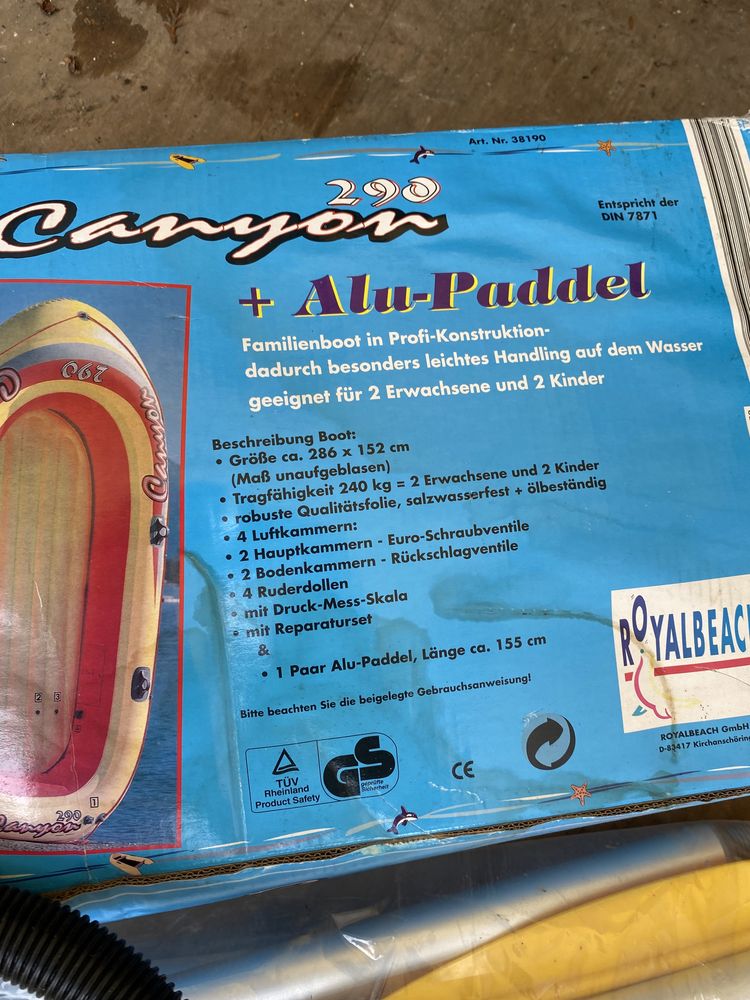 Art. Nr. 38190
290
Canyon
Entspricht der
DIN 7871
+ Alu-Paddel
Familienboot in Profi-Konstruktion-
dadurch besonders leichtes Handling auf dem Wasser
geeignet für 2 Erwachsene und 2 Kinder
Beschreibung Boot:
• Größe ca. 286 x 152 cm
(Maß unaufgeblasen)
• Tragfähigkeit 240 kg = 2 Erwachsene und 2 Kinder
• robuste Qualitätsfolie, salzwasserfest + ölbeständig
• 4 Luftkammern:
• 2 Hauptkammern - Euro-Schraubventile
• 2 Bodenkammern - Rückschlagventile
• 4 Ruderdollen
• mit Druck-Mess-Skala
• mit Reparaturset
&
• 1 Paar Alu-Paddel, Länge ca. 155 cm
Bitte beachten Sie die beigelegte Gebrauchsanweisung!
290
Canyon
2 3
1
290
Canyon
TÜV
Rheinland
Product Safety
GS
geprüfte
Sicherheit
CE
ROYALBEACH
ROYALBEACH GmbH
D-83417 Kirchanschöring